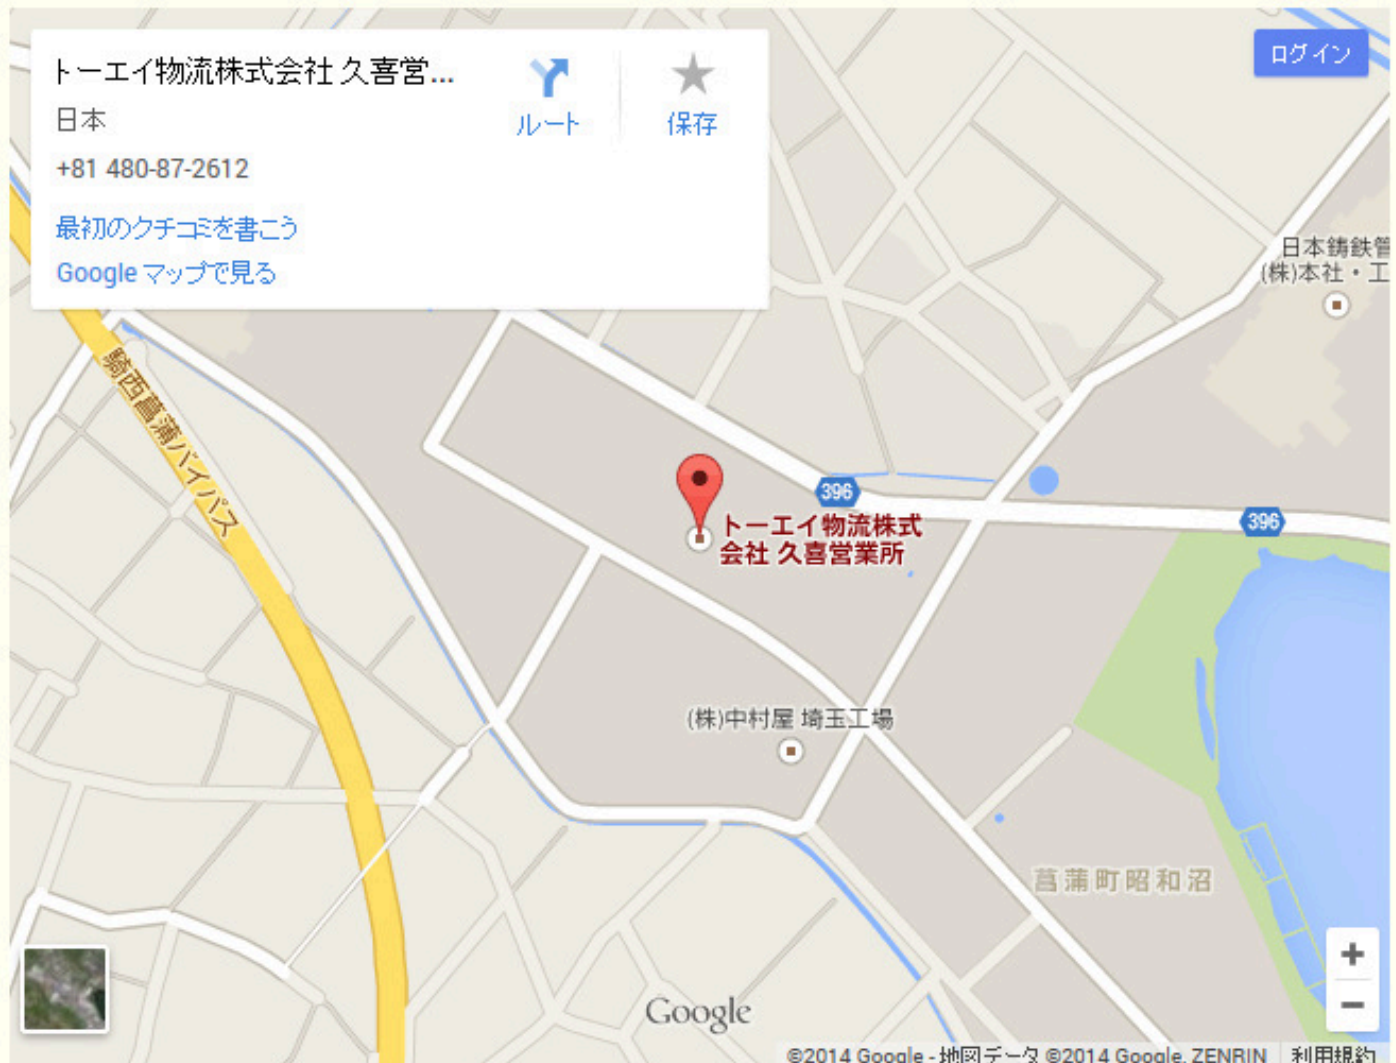 トーエイ物流株式会社 久喜営...
ルート
保存
日本
+81 480-87-2612
最初のクチコミを書こう
Google マップで見る
ログイン
日本鋳鉄管
(株)本社・工
騎西菖蒲バイパス
396
396
トーエイ物流株式
会社 久喜営業所
(株)中村屋 埼玉工場
菖蒲町昭和沼
+
−
Google
©2014 Google - 地図データ ©2014 Google, ZENRIN
利用規約